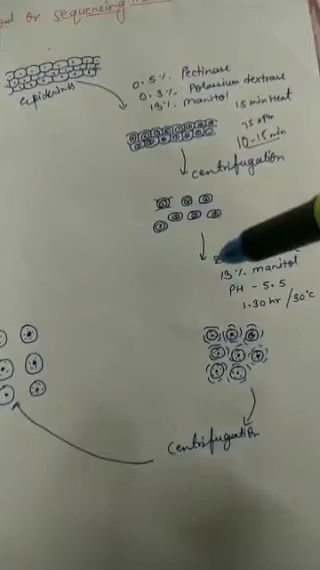 or sequencing
epidermis
0.5% Pectinase
0.3% Potassium dextrase
13% manitol
15 min Heat
75 rpm
10-15 min
centrifugation
13% manitol
PH - 5.5
1.30 hr / 30°C
Centrifugation